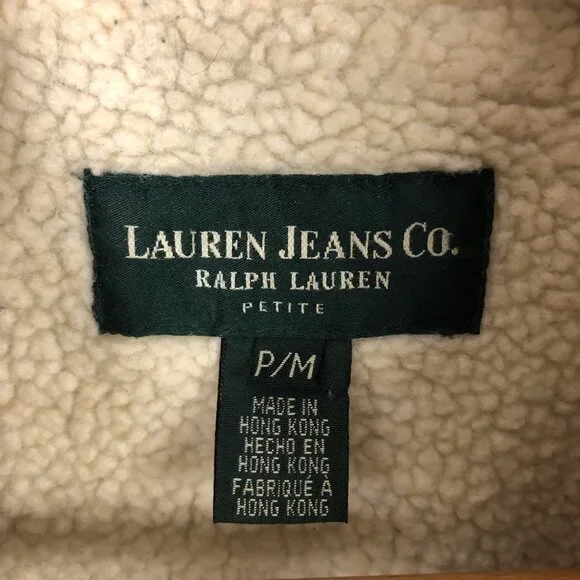 LAUREN JEANS CO.
RALPH LAUREN
PETITE
P/M
MADE IN
HONG KONG
HECHO EN
HONG KONG
FABRIQUÉ À
HONG KONG